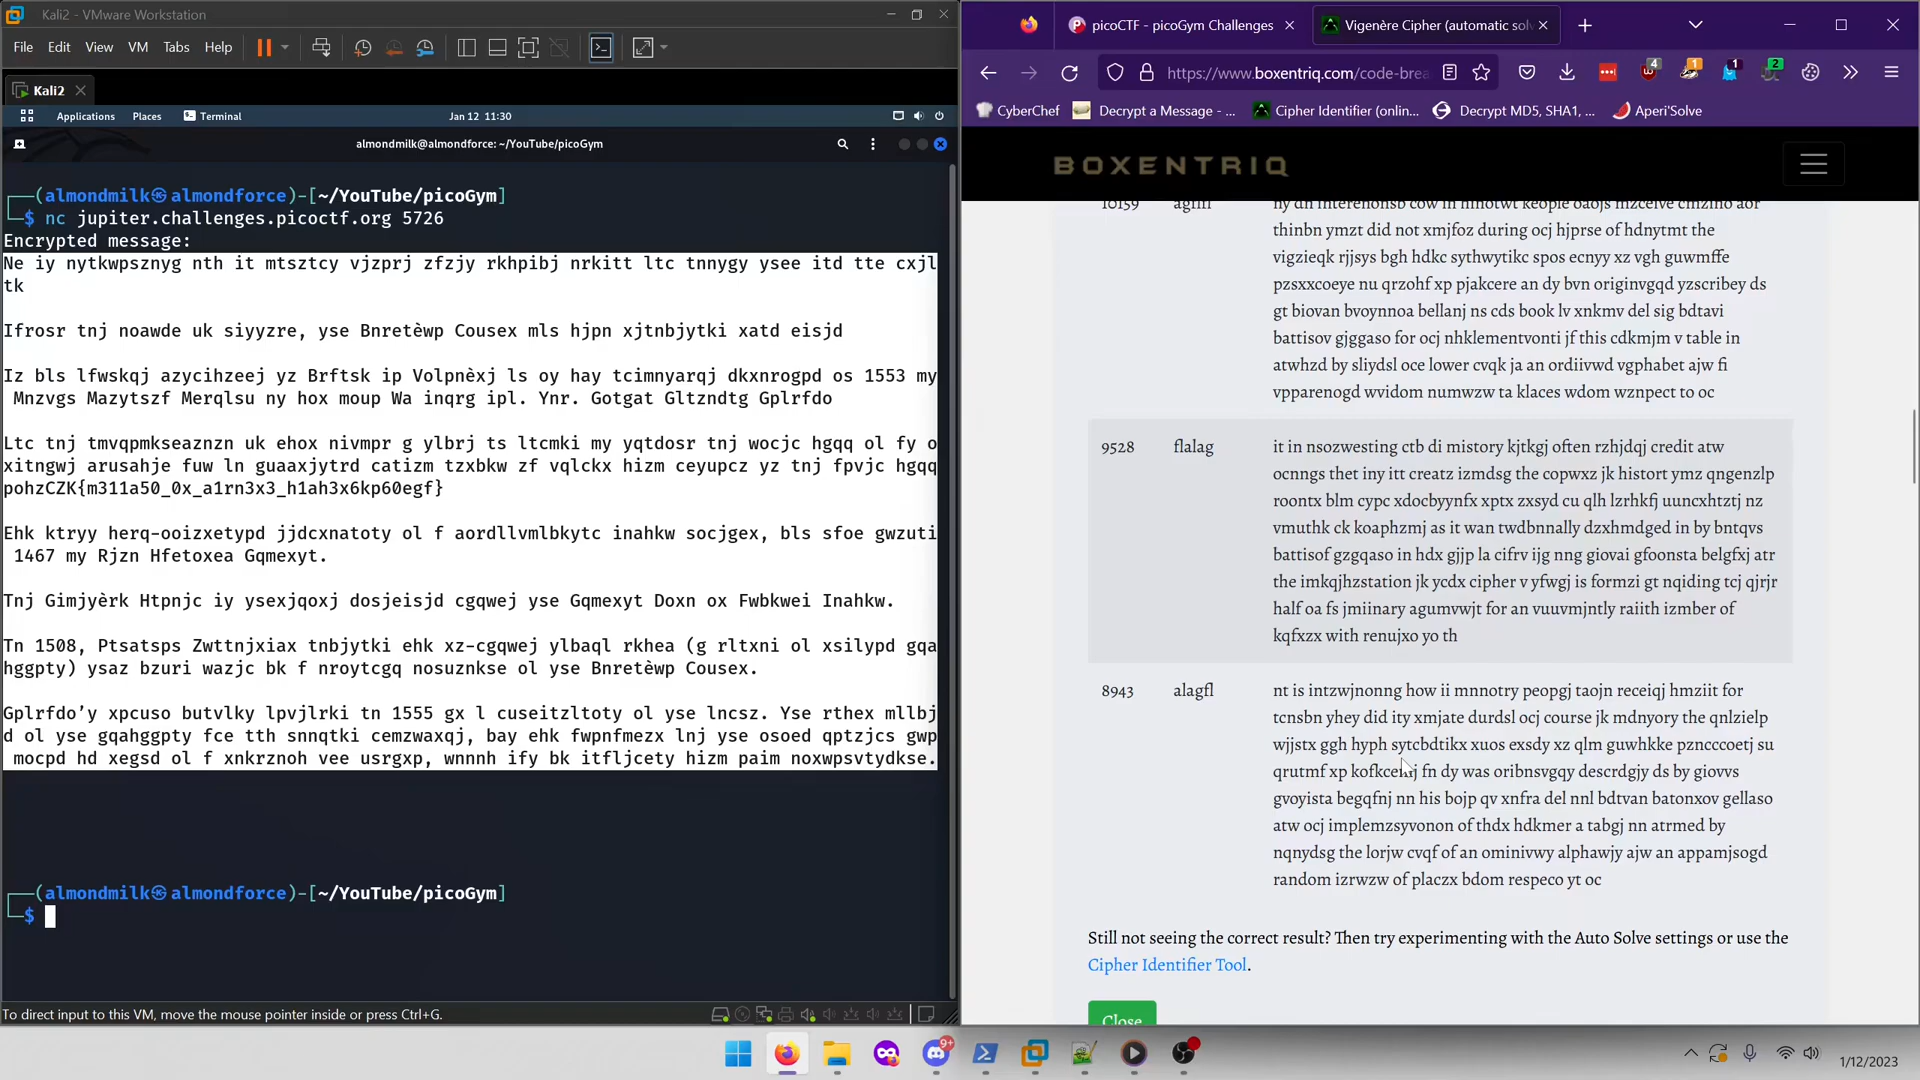 Kali2 - VMware Workstation
File Edit View VM Tabs Help
Kali2
Applications Places Terminal Jan 12 11:30
almondmilk@almondforce: ~/YouTube/picoGym
(almondmilk㉿almondforce)-[~/YouTube/picoGym]
$ nc jupiter.challenges.picoctf.org 5726
Encrypted message:
Ne iy nytkwpsznyg nth it mtsztcy vjzprj zfzjy rkhpibj nrkitt ltc tnnygy ysee itd tte cxjl
tk
Ifrosr tnj noawde uk siyyzre, yse Bnretèwp Cousex mls hjpn xjtnbjytki xatd eisjd
Iz bls lfwskqj azycihzeej yz Brftsk ip Volpnèxj ls oy hay tcimnyarqj dkxnrogpd os 1553 my
Mnzvgs Mazytszf Merqlsu ny hox moup Wa inqrg ipl. Ynr. Gotgat Gltzndtg Gplrfdo
Ltc tnj tmvqpmkseaznzn uk ehox nivmpr g ylbrj ts ltcmki my yqtdosr tnj wocjc hgqq ol fy o
xitngwj arusahje fuw ln guaaxjytrd catizm tzxbkw zf vqlckx hizm ceyupcz yz tnj fpvjc hgqq
pohzCZK{m311a50_0x_a1rn3x3_h1ah3x6kp60egf}
Ehk ktryy herq-ooizxetypd jjdcxnatoty ol f aordllvmlbkytc inahkw socjgex, bls sfoe gwzuti
1467 my Rjzn Hfetoxea Gqmexyt.
Tnj Gimjyèrk Htpnjc iy ysexjqoxj dosjeisjd cgqwej yse Gqmexyt Doxn ox Fwbkwei Inahkw.
Tn 1508, Ptsatsps Zwttnjxiax tnbjytki ehk xz-cgqwej ylbaql rkhea (g rltxni ol xsilypd gqa
hggpty) ysaz bzuri wazjc bk f nroytcgq nosuznkse ol yse Bnretèwp Cousex.
Gplrfdo’y xpcuso butvlky lpvjlrki tn 1555 gx l cuseitzltoty ol yse lncsz. Yse rthex mllbj
d ol yse gqahggpty fce tth snnqtki cemzwaxqj, bay ehk fwpnfmezx lnj yse osoed qptzjcs gwp
mocpd hd xegsd ol f xnkrznoh vee usrgxp, wnnnh ify bk itfljcety hizm paim noxwpsvtydkse.
(almondmilk㉿almondforce)-[~/YouTube/picoGym]
$
To direct input to this VM, move the mouse pointer inside or press Ctrl+G.
picoCTF - picoGym Challenges
Vigenère Cipher (automatic sol
https://www.boxentriq.com/code-brea
4 1 1 2
CyberChef Decrypt a Message - ... Cipher Identifier (onlin... Decrypt MD5, SHA1, ... Aperi'Solve
BOXENTRIQ
10159
thinbn ymzt did not xmjfoz during ocj hjprse of hdnytmt the
vigzieqk rjjsys bgh hdkc sythwytikc spos ecnyy xz vgh guwmffe
pzsxxcoeye nu qrzohf xp pjakcere an dy bvn originvgqd yzscribey ds
gt biovan bvoynnoa bellanj ns cds book lv xnkmv del sig bdtavi
battisov gjggaso for ocj nhklementvonti jf this cdkmjm v table in
atwhzd by sliydsl oce lower cvqk ja an ordiivwd vgphabet ajw fi
vpparenogd wvidom numwzw ta klaces wdom wznpect to oc
9528 flalag it in nsozwesting ctb di mistory kjtkgj often rzhjdqj credit atw
ocnngs thet iny itt creatz izmdsg the copwxz jk histort ymz qngenzlp
roontx blm cypc xdocbyynfx xptx zxsyd cu qlh lzrhkfj uuncxhtztj nz
vmuthk ck koaphzmj as it wan twdbnnally dzxhmdged in by bntqvs
battisof gzgqaso in hdx gjjp la cifrv ijg nng giovai gfoonsta belgfxj atr
the imkqjhzstation jk ycdx cipher v yfwgj is formzi gt nqiding tcj qjrjr
half oa fs jmiinary agumvwjt for an vuuvmjntly raiith izmber of
kqfxzx with renujxo yo th
8943 alagfl nt is intzwjnonng how ii mnnotry peopgj taojn receiqj hmziit for
tcnsbn yhey did ity xmjate durdsl ocj course jk mdnyory the qnlzielp
wjjstx ggh hyph sytcbdtikx xuos exsdy xz qlm guwhkke pzncccoetj su
qrutmf xp kofkcemj fn dy was oribnsvgqy descrdgjy ds by giovvs
gvoyista begqfnj nn his bojp qv xnfra del nnl bdtvan batonxov gellaso
atw ocj implemzsyvonon of thdx hdkmer a tabgj nn atrmed by
nqnydsg the lorjw cvqf of an ominivwy alphawjy ajw an appamjsogd
random izrwzw of placzx bdom respeco yt oc
Still not seeing the correct result? Then try experimenting with the Auto Solve settings or use the
Cipher Identifier Tool.
Close
9+
1/12/2023